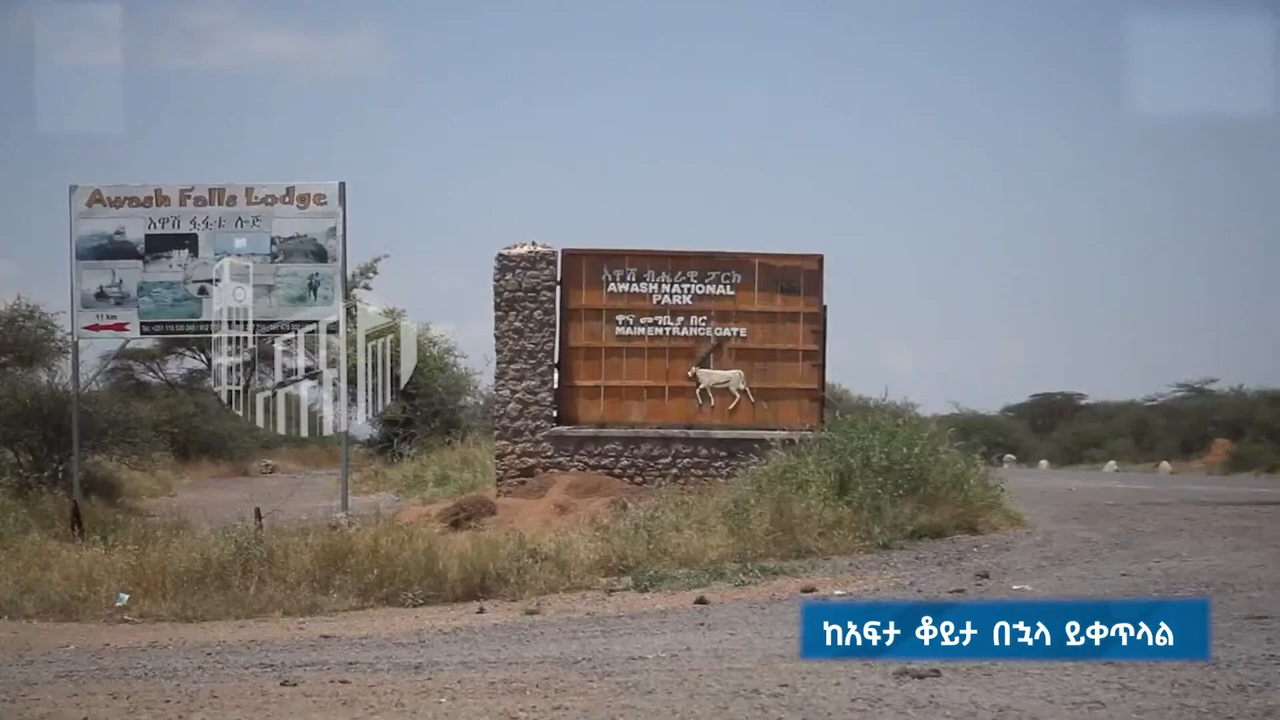 Awash Falls Lodge
አዋሽ ፏፏቴ ሎጅ
11 km
አዋሽ ብሔራዊ ፓርክ
AWASH NATIONAL
PARK
ዋና መግቢያ በር
MAIN ENTRANCE GATE
ከአፍታ ቆይታ በኋላ ይቀጥላል